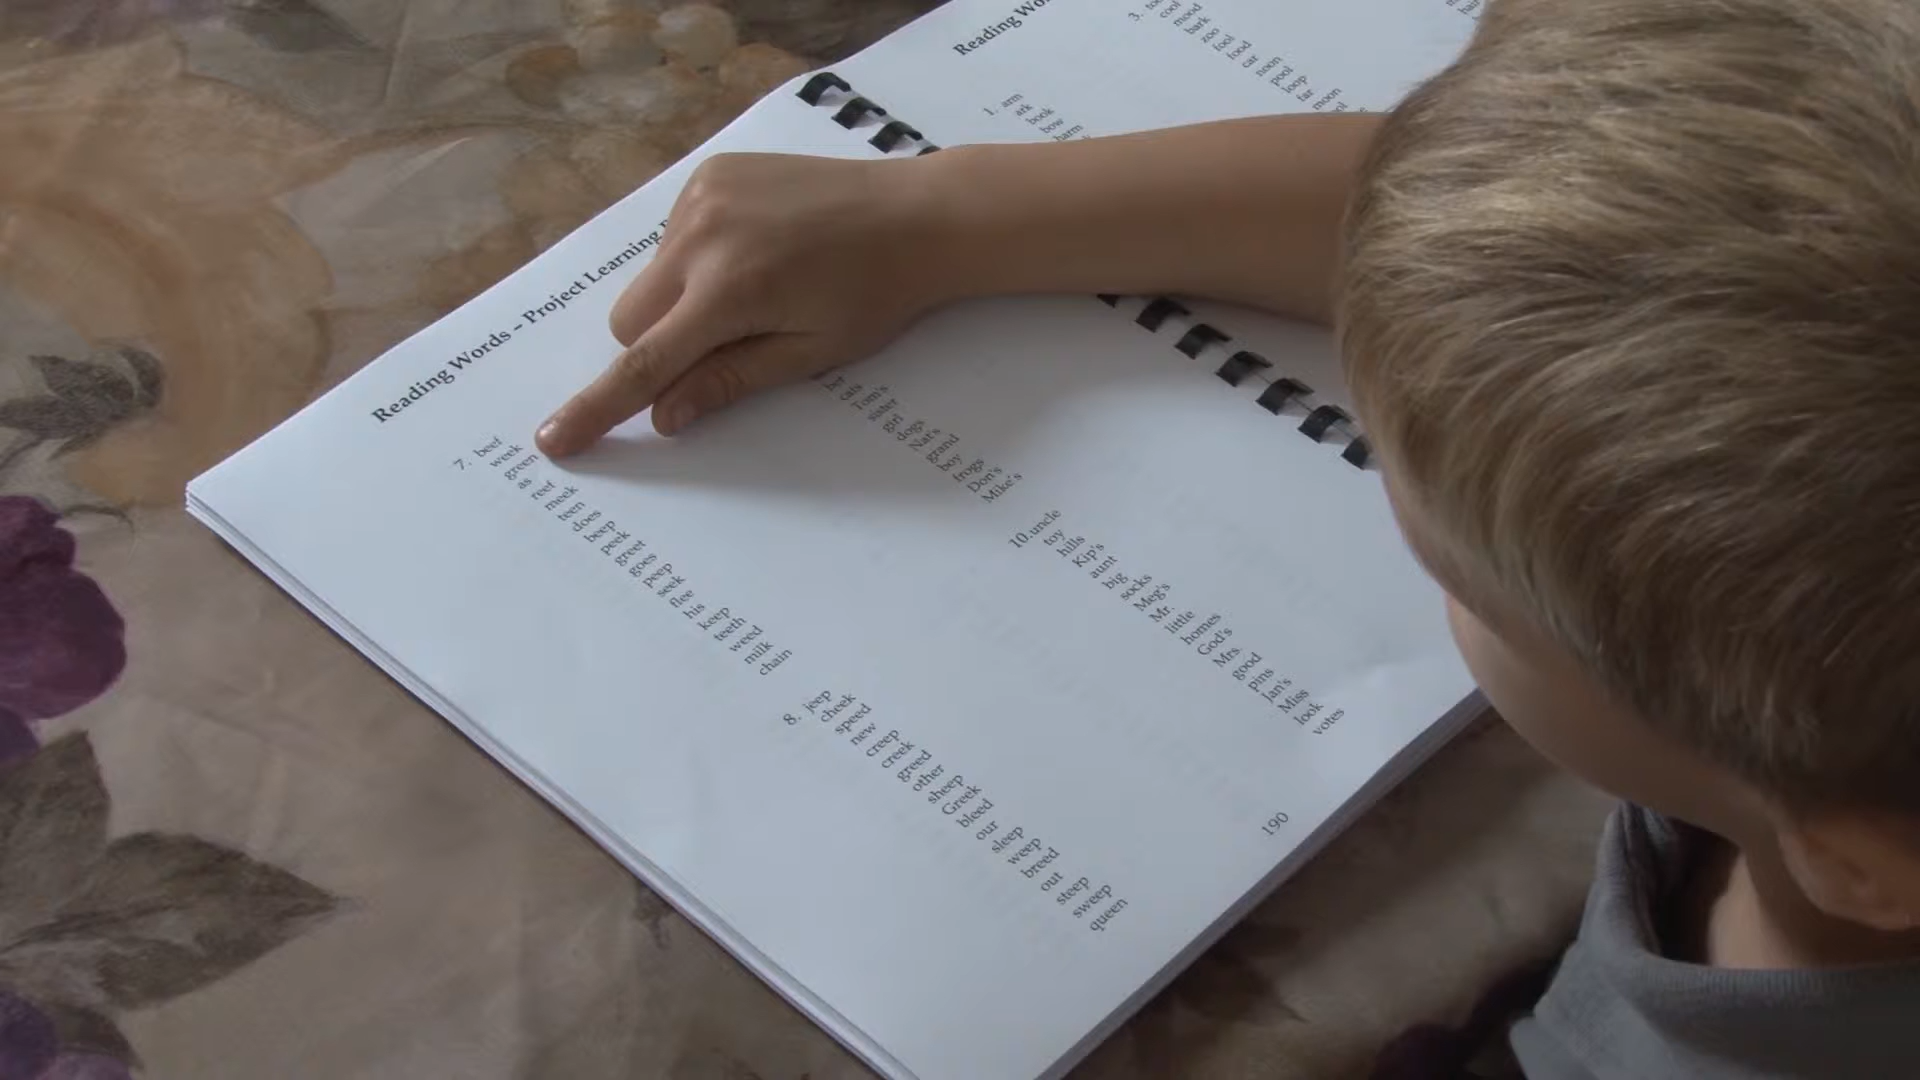 Reading Words – Project Learning
7. beef
week
green
as
reef
meek
teen
does
beep
peek
greet
goes
peep
seek
flee
his
keep
teeth
weed
milk
chain
8. jeep
cheek
speed
new
creep
creek
greed
other
sheep
Greek
bleed
our
sleep
weep
breed
out
steep
sweep
queen
cats
Tom's
sister
girl
dogs
Nat's
grand
boy
frogs
Don's
Mike's
10. uncle
toy
hills
Kip's
aunt
big
socks
Meg's
Mr.
little
homes
God's
Mrs.
good
pins
Jan's
Miss
look
votes
190
Reading
1. arm
ark
book
bow
harm
3.
cool
mood
bark
zoo
fool
food
car
noon
pool
loop
far
moon